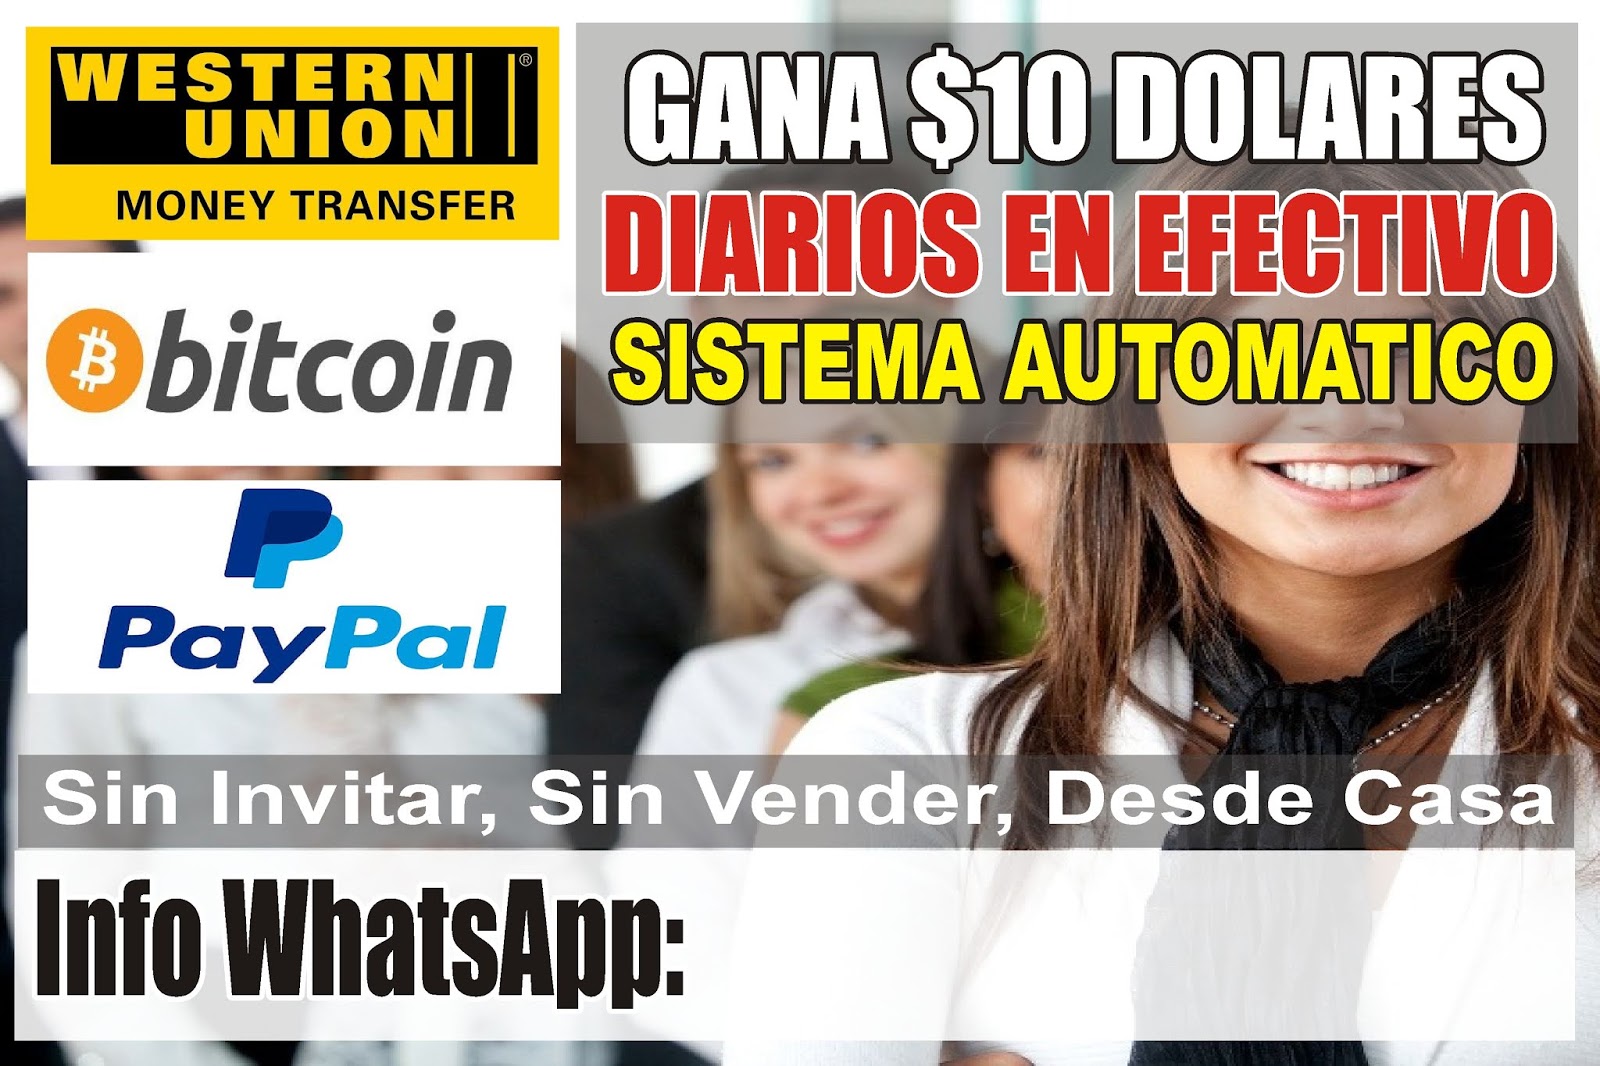 WESTERN
UNION
®
MONEY TRANSFER
bitcoin
PayPal
GANA $10 DOLARES
DIARIOS EN EFECTIVO
SISTEMA AUTOMATICO
Sin Invitar, Sin Vender, Desde Casa
Info WhatsApp: